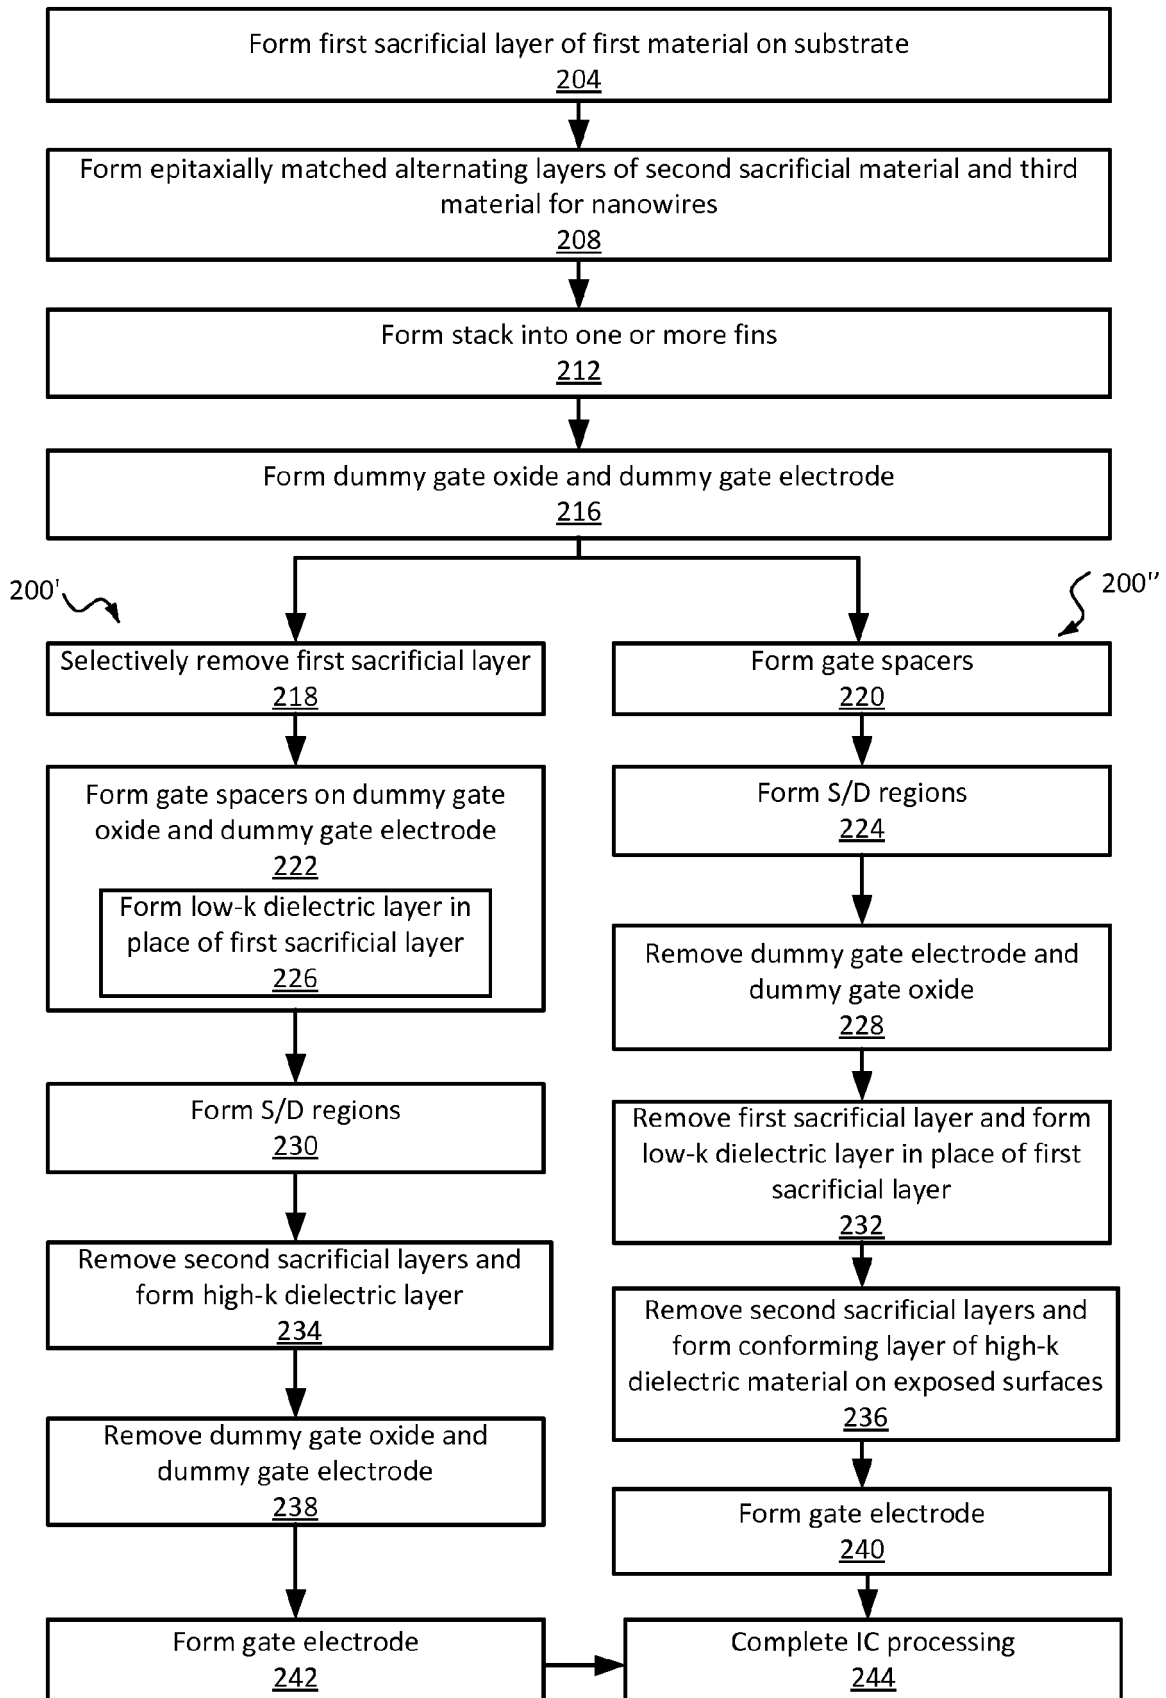 Form first sacrificial layer of first material on substrate
204
Form epitaxially matched alternating layers of second sacrificial material and third
material for nanowires
208
Form stack into one or more fins
212
Form dummy gate oxide and dummy gate electrode
216
200'
Selectively remove first sacrificial layer
218
Form gate spacers on dummy gate
oxide and dummy gate electrode
222
Form low-k dielectric layer in
place of first sacrificial layer
226
Form S/D regions
230
Remove second sacrificial layers and
form high-k dielectric layer
234
Remove dummy gate oxide and
dummy gate electrode
238
Form gate electrode
242
200''
Form gate spacers
220
Form S/D regions
224
Remove dummy gate electrode and
dummy gate oxide
228
Remove first sacrificial layer and form
low-k dielectric layer in place of first
sacrificial layer
232
Remove second sacrificial layers and
form conforming layer of high-k
dielectric material on exposed surfaces
236
Form gate electrode
240
Complete IC processing
244